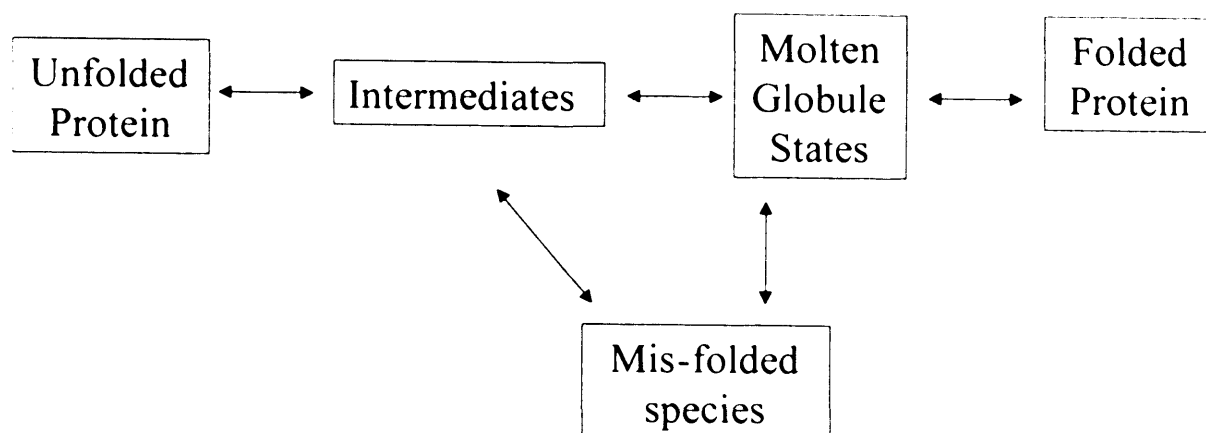 Unfolded
Protein
Intermediates
Molten
Globule
States
Folded
Protein
Mis-folded
species